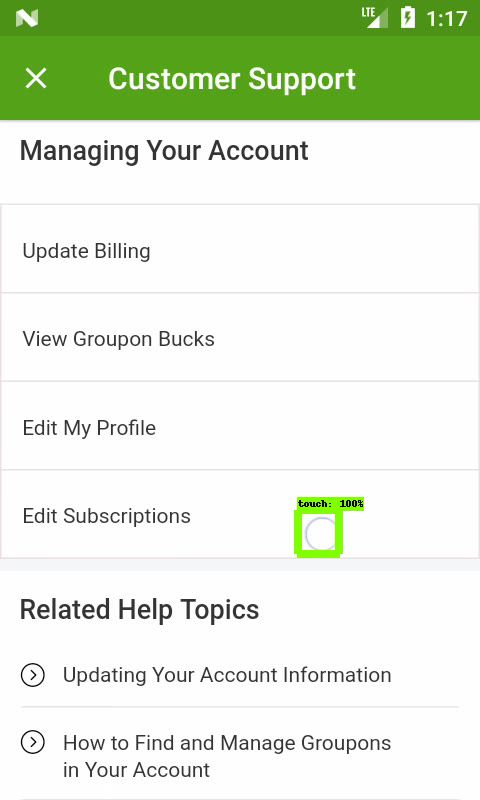 LTE 1:17
Customer Support
Managing Your Account
Update Billing
View Groupon Bucks
Edit My Profile
touch: 100%
Edit Subscriptions
Related Help Topics
Updating Your Account Information
How to Find and Manage Groupons
in Your Account